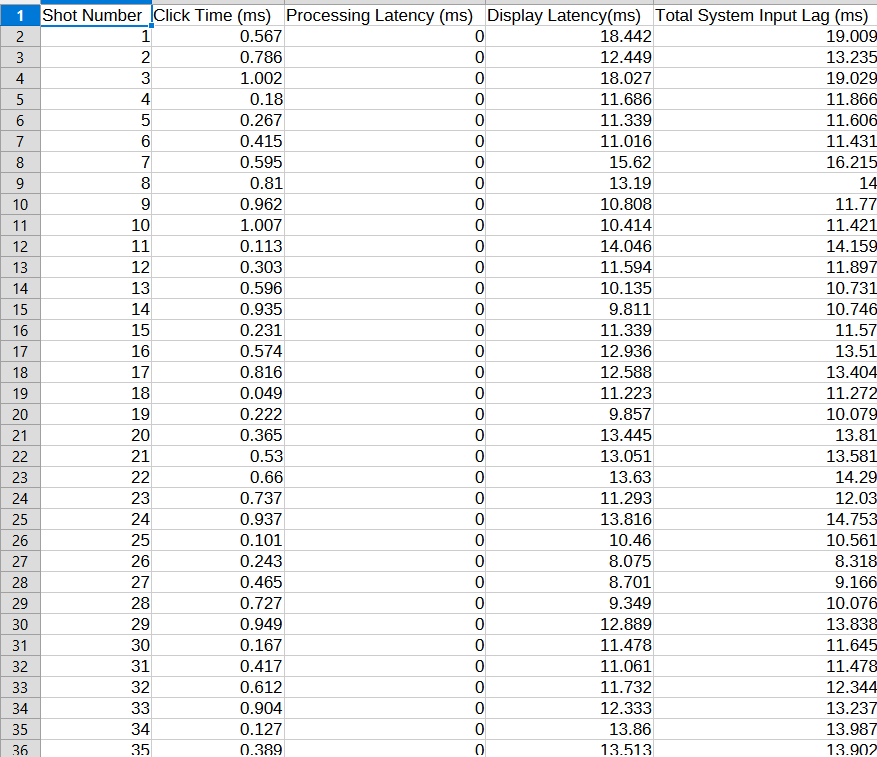 1 Shot Number Click Time (ms) Processing Latency (ms) Display Latency(ms) Total System Input Lag (ms)
2 1 0.567 0 18.442 19.009
3 2 0.786 0 12.449 13.235
4 3 1.002 0 18.027 19.029
5 4 0.18 0 11.686 11.866
6 5 0.267 0 11.339 11.606
7 6 0.415 0 11.016 11.431
8 7 0.595 0 15.62 16.215
9 8 0.81 0 13.19 14
10 9 0.962 0 10.808 11.77
11 10 1.007 0 10.414 11.421
12 11 0.113 0 14.046 14.159
13 12 0.303 0 11.594 11.897
14 13 0.596 0 10.135 10.731
15 14 0.935 0 9.811 10.746
16 15 0.231 0 11.339 11.57
17 16 0.574 0 12.936 13.51
18 17 0.816 0 12.588 13.404
19 18 0.049 0 11.223 11.272
20 19 0.222 0 9.857 10.079
21 20 0.365 0 13.445 13.81
22 21 0.53 0 13.051 13.581
23 22 0.66 0 13.63 14.29
24 23 0.737 0 11.293 12.03
25 24 0.937 0 13.816 14.753
26 25 0.101 0 10.46 10.561
27 26 0.243 0 8.075 8.318
28 27 0.465 0 8.701 9.166
29 28 0.727 0 9.349 10.076
30 29 0.949 0 12.889 13.838
31 30 0.167 0 11.478 11.645
32 31 0.417 0 11.061 11.478
33 32 0.612 0 11.732 12.344
34 33 0.904 0 12.333 13.237
35 34 0.127 0 13.86 13.987
36 35 0.389 0 13.513 13.902